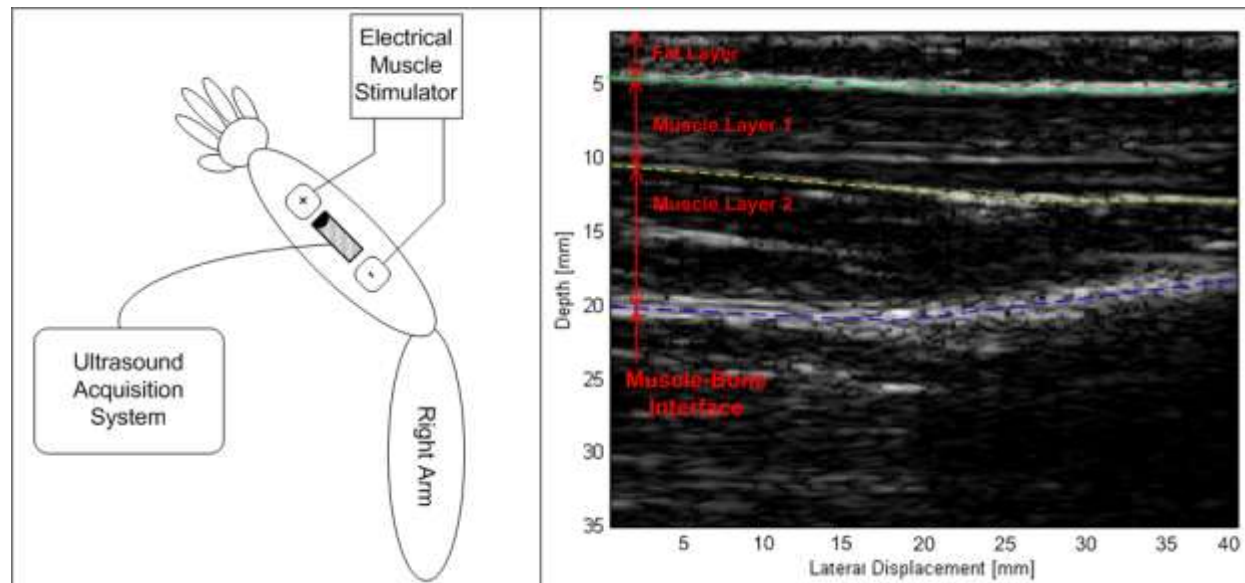 Electrical
Muscle
Stimulator
+
-
Ultrasound
Acquisition
System
Right Arm
Fat Layer
Muscle Layer 1
Muscle Layer 2
Muscle-Bone
Interface
Depth [mm]
5
10
15
20
25
30
35
5 10 15 20 25 30 35 40
Lateral Displacement [mm]